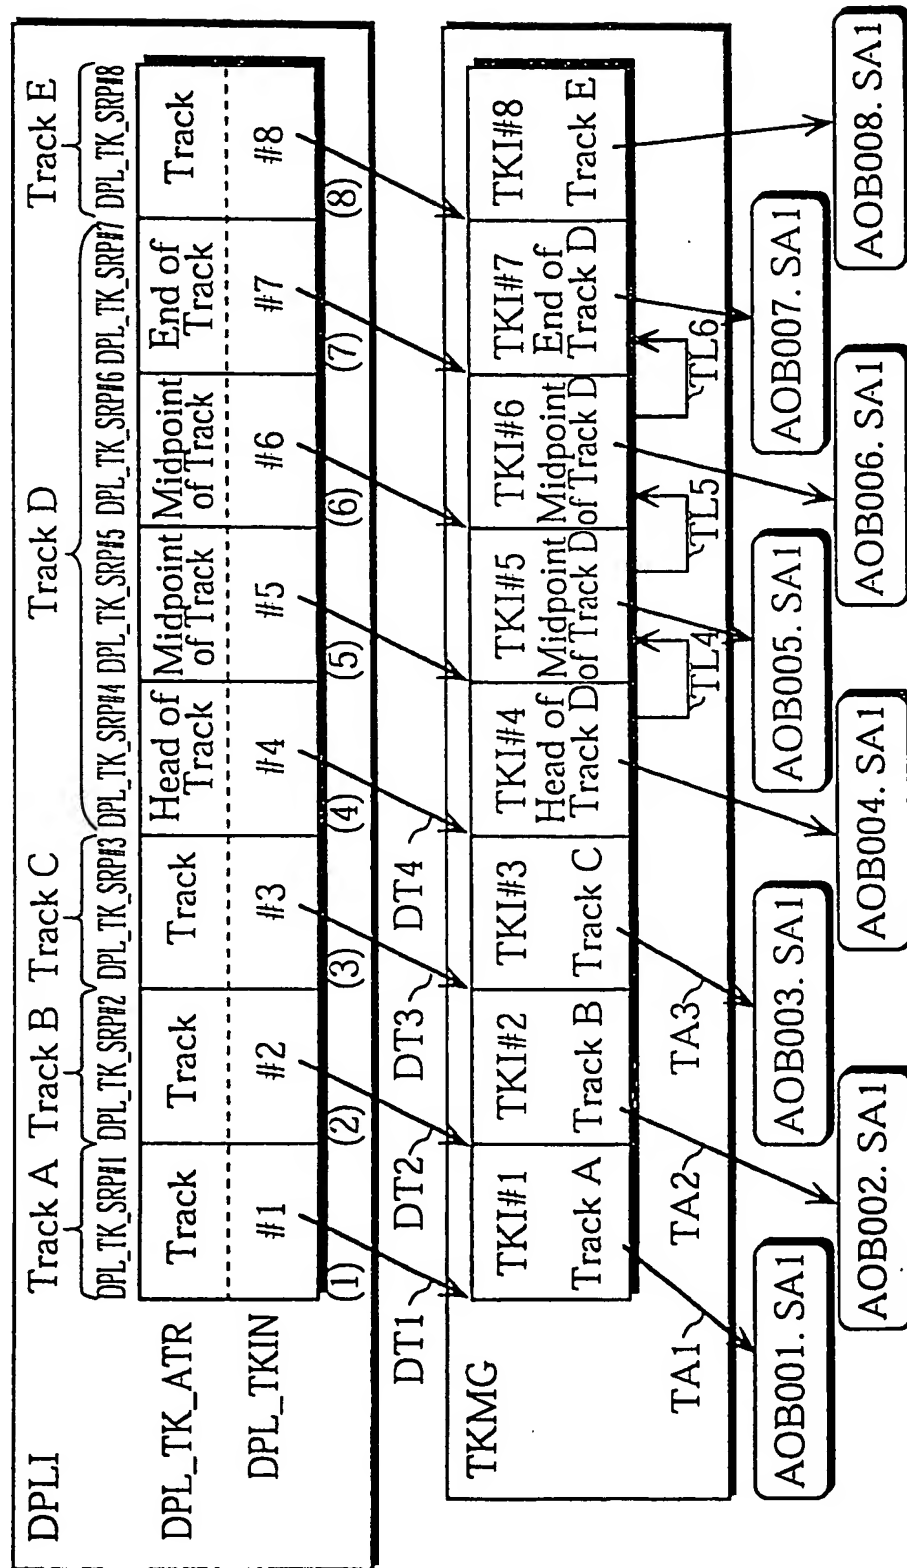 DPLI
Track A Track B Track C Track D Track E
DPL_TK_SRP#1 DPL_TK_SRP#2 DPL_TK_SRP#3 DPL_TK_SRP#4 DPL_TK_SRP#5 DPL_TK_SRP#6 DPL_TK_SRP#7 DPL_TK_SRP#8
DPL_TK_ATR
Track
Track
Track
Head of
Track
Midpoint
of Track
Midpoint
of Track
End of
Track
Track
DPL_TKIN
#1 #2 #3 #4 #5 #6 #7 #8
(1) (2) (3) (4) (5) (6) (7) (8)
DT1 DT2 DT3 DT4
TKMG
TKI#1
Track A
TKI#2
Track B
TKI#3
Track C
TKI#4
Head of
Track D
TKI#5
Midpoint
of Track D
TKI#6
Midpoint
of Track D
TKI#7
End of
Track D
TKI#8
Track E
TA1 TA2 TA3 TL4 TL5 TL6
AOB001. SA1 AOB003. SA1 AOB005. SA1 AOB007. SA1
AOB002. SA1 AOB004. SA1 AOB006. SA1 AOB008. SA1